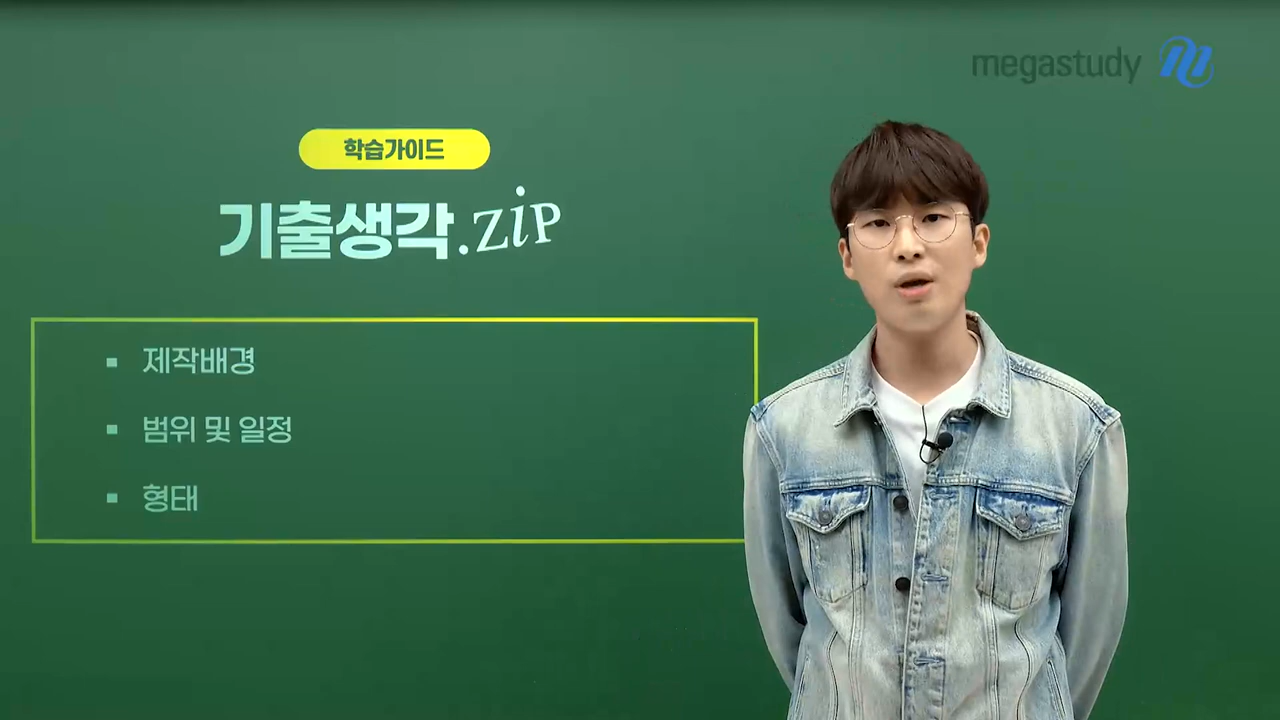 megastudy
학습가이드
기출생각.zip
제작배경
범위 및 일정
형태